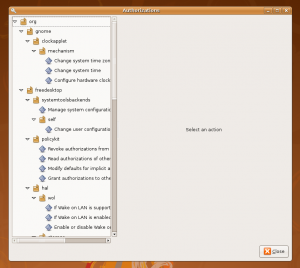 Authorizations
org
gnome
clockapplet
mechanism
Change system time zon
Change system time
Configure hardware clock
freedesktop
systemtoolsbackends
Manage system configuratio
self
Change user configuration
policykit
Revoke authorizations from
Read authorizations of othe
Modify defaults for implicit a
Grant authorizations to othe
hal
wol
If Wake on LAN is support
If Wake on LAN is enabled
Enable or disable Wake o
Select an action
Close